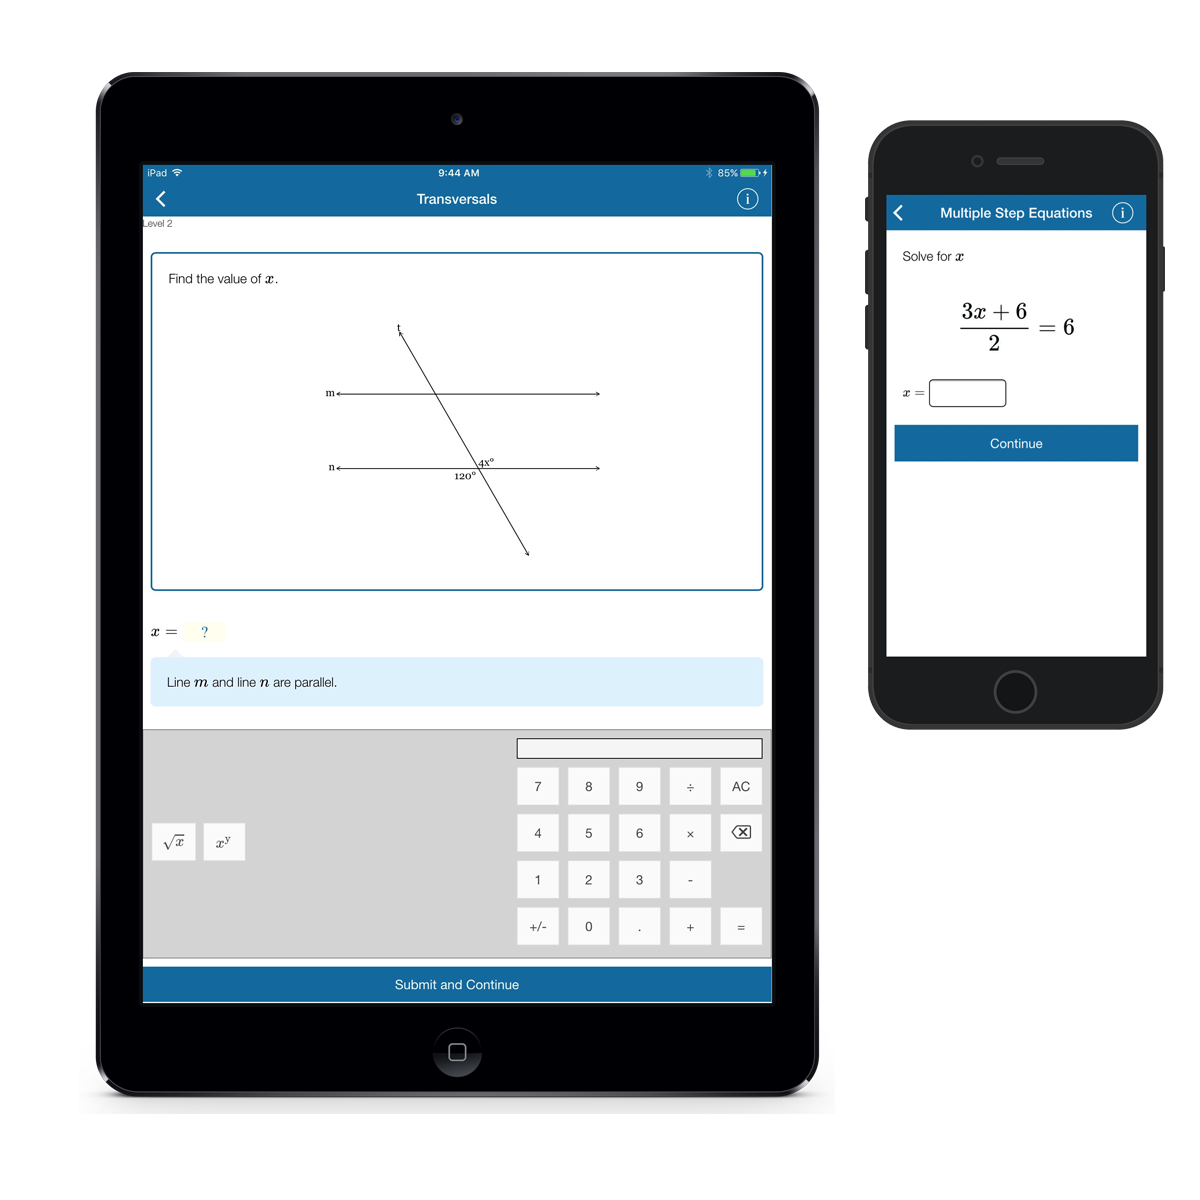 iPad 9:44 AM 85%
Transversals
Level 2
Find the value of x.
t
m
n
4x°
120°
x = ?
Line m and line n are parallel.
7 8 9 ÷ AC
4 5 6 ×
√x x^y
1 2 3 -
+/- 0 . + =
Submit and Continue
Multiple Step Equations
Solve for x
3x + 6
= 6
2
x =
Continue